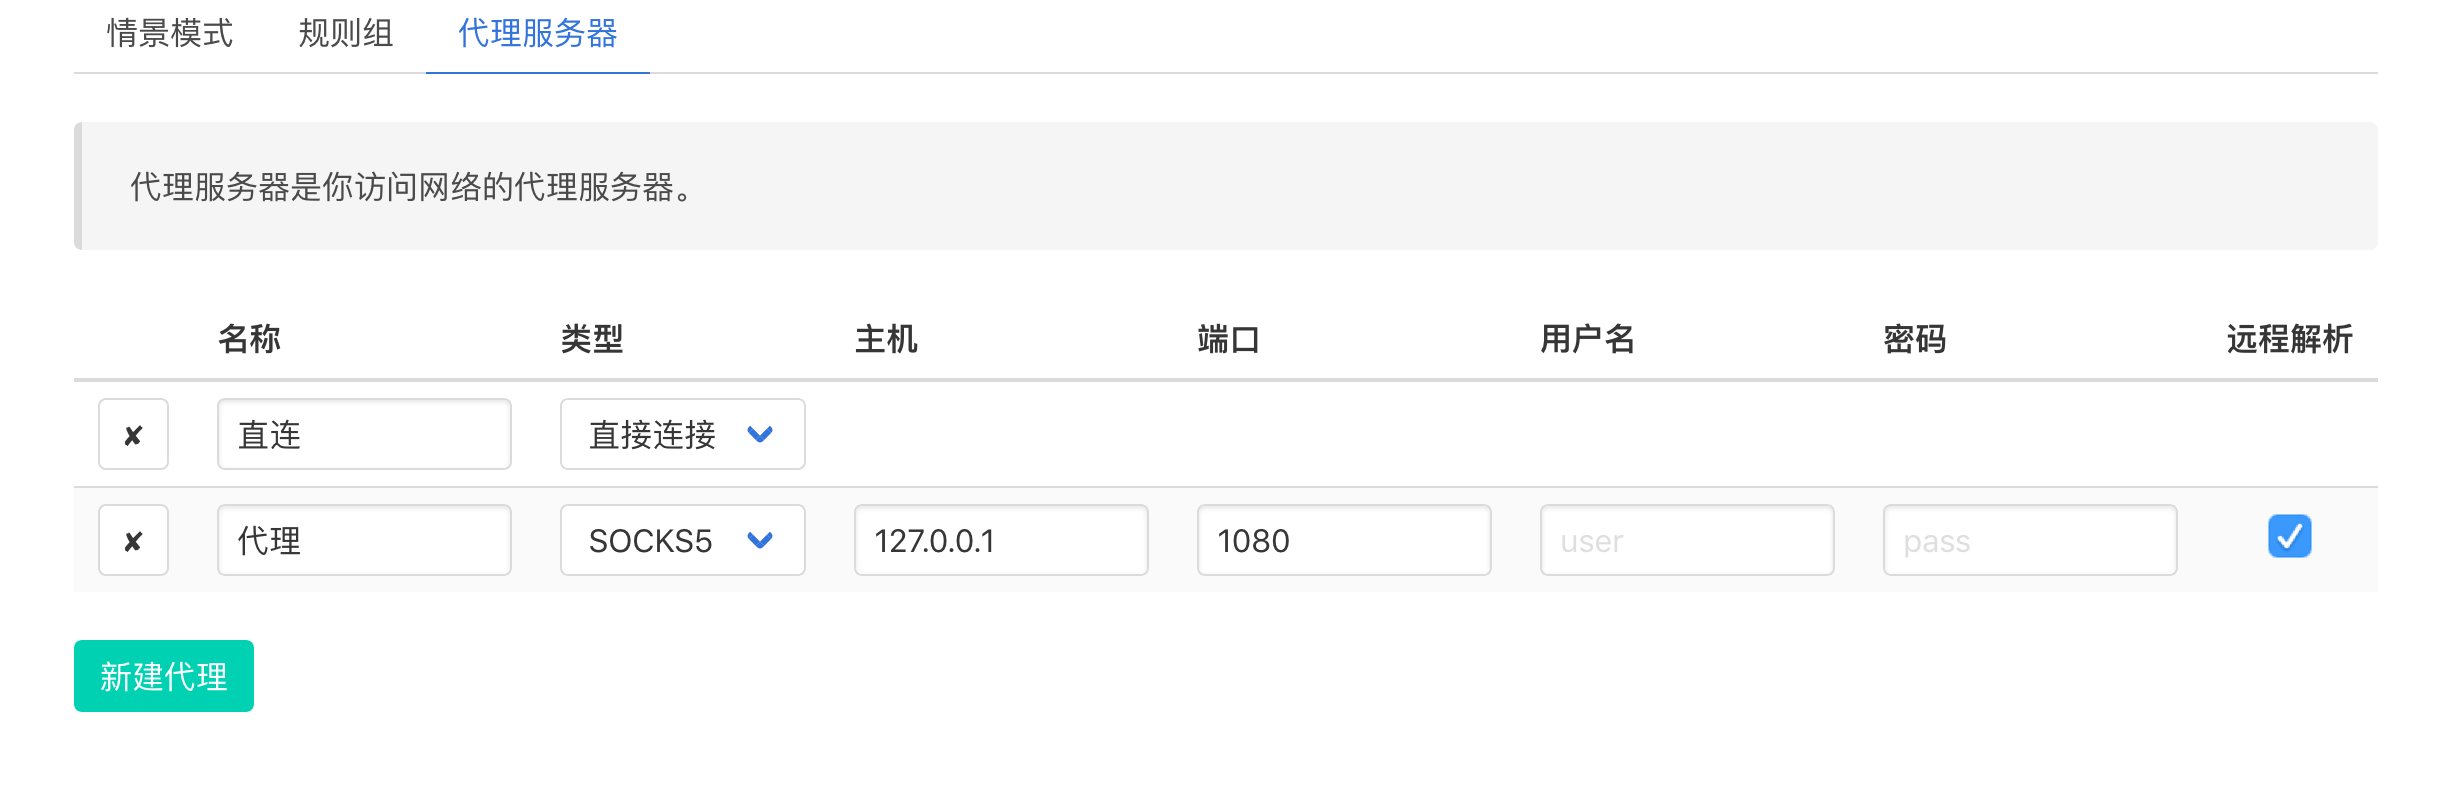 情景模式 规则组 代理服务器
代理服务器是你访问网络的代理服务器。
名称 类型 主机 端口 用户名 密码 远程解析
✘ 直连 直接连接
✘ 代理 SOCKS5 127.0.0.1 1080 user pass
新建代理